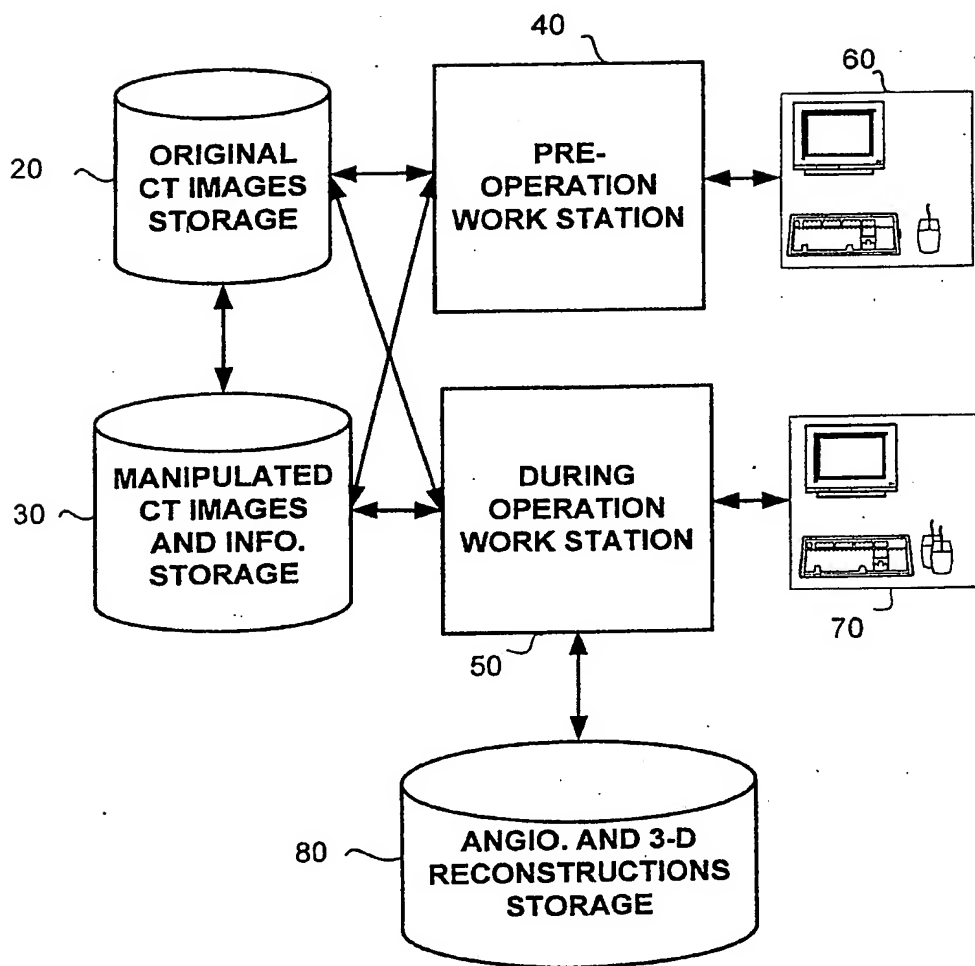 40
60
20
ORIGINAL
CT IMAGES
STORAGE
PRE-
OPERATION
WORK STATION
30
MANIPULATED
CT IMAGES
AND INFO.
STORAGE
DURING
OPERATION
WORK STATION
50
70
80
ANGIO. AND 3-D
RECONSTRUCTIONS
STORAGE